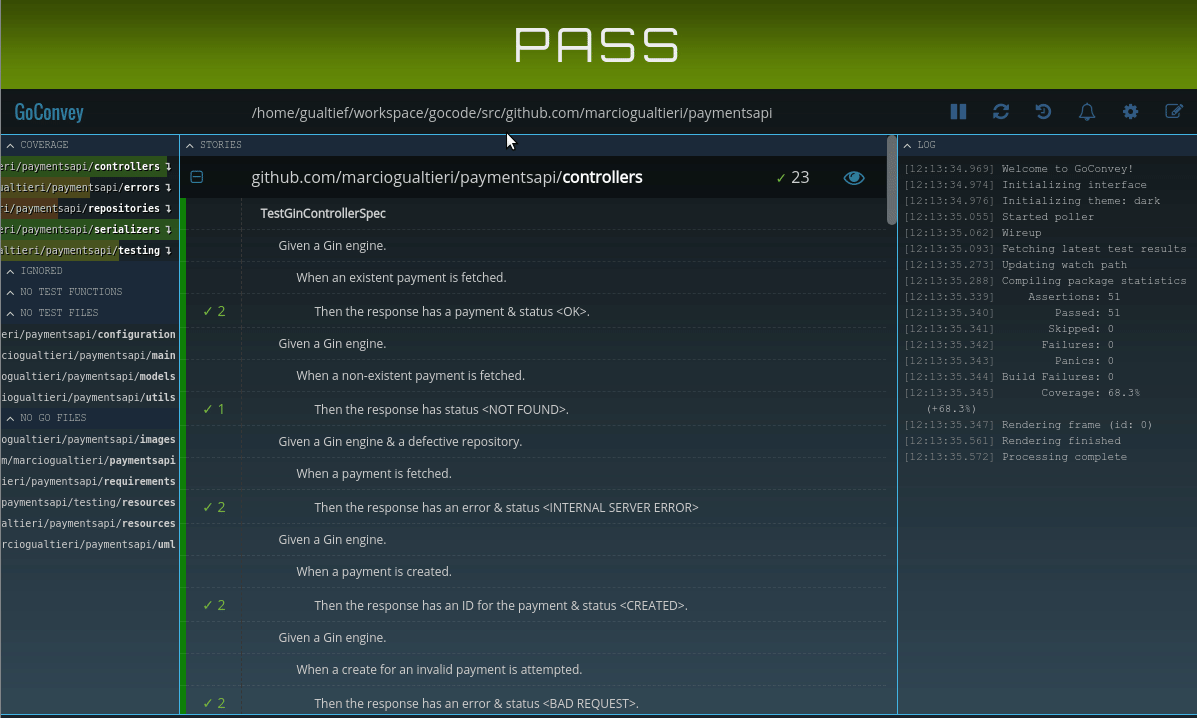 PASS
GoConvey
/home/gualtief/workspace/gocode/src/github.com/marciogualtieri/paymentsapi
COVERAGE
eri/paymentsapi/controllers
ualtieri/paymentsapi/errors
ri/paymentsapi/repositories
eri/paymentsapi/serializers
altieri/paymentsapi/testing
IGNORED
NO TEST FUNCTIONS
NO TEST FILES
eri/paymentsapi/configuration
rciogualtieri/paymentsapi/main
ogualtieri/paymentsapi/models
iogualtieri/paymentsapi/utils
NO GO FILES
ogualtieri/paymentsapi/images
m/marciogualtieri/paymentsapi
ieri/paymentsapi/requirements
paymentsapi/testing/resources
altieri/paymentsapi/resources
rciogualtieri/paymentsapi/uml
STORIES
github.com/marciogualtieri/paymentsapi/controllers ✓ 23
TestGinControllerSpec
Given a Gin engine.
When an existent payment is fetched.
✓ 2 Then the response has a payment & status <OK>.
Given a Gin engine.
When a non-existent payment is fetched.
✓ 1 Then the response has status <NOT FOUND>.
Given a Gin engine & a defective repository.
When a payment is fetched.
✓ 2 Then the response has an error & status <INTERNAL SERVER ERROR>
Given a Gin engine.
When a payment is created.
✓ 2 Then the response has an ID for the payment & status <CREATED>.
Given a Gin engine.
When a create for an invalid payment is attempted.
✓ 2 Then the response has an error & status <BAD REQUEST>.
LOG
[12:13:34.969] Welcome to GoConvey!
[12:13:34.974] Initializing interface
[12:13:34.976] Initializing theme: dark
[12:13:35.055] Started poller
[12:13:35.062] Wireup
[12:13:35.093] Fetching latest test results
[12:13:35.273] Updating watch path
[12:13:35.288] Compiling package statistics
[12:13:35.339] Assertions: 51
[12:13:35.340] Passed: 51
[12:13:35.341] Skipped: 0
[12:13:35.342] Failures: 0
[12:13:35.343] Panics: 0
[12:13:35.344] Build Failures: 0
[12:13:35.345] Coverage: 68.3%
(+68.3%)
[12:13:35.347] Rendering frame (id: 0)
[12:13:35.561] Rendering finished
[12:13:35.572] Processing complete